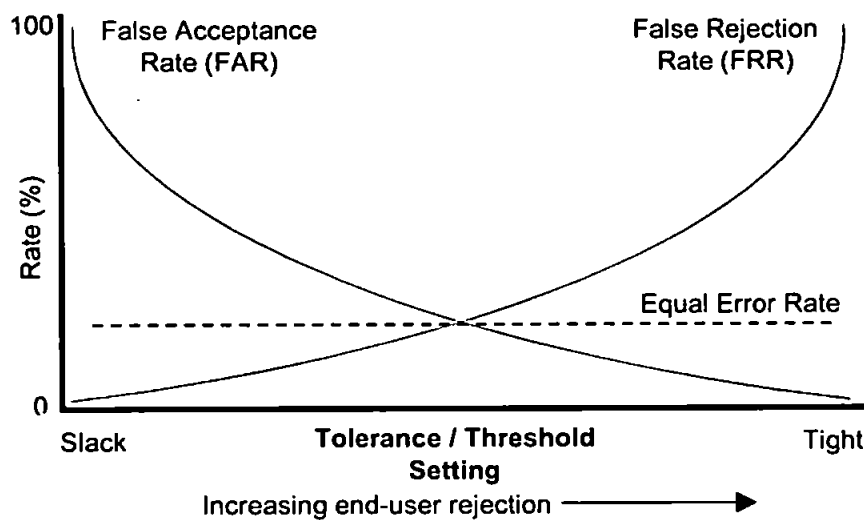 100
False Acceptance
Rate (FAR)
False Rejection
Rate (FRR)
Rate (%)
Equal Error Rate
0
Slack
Tolerance / Threshold
Setting
Tight
Increasing end-user rejection